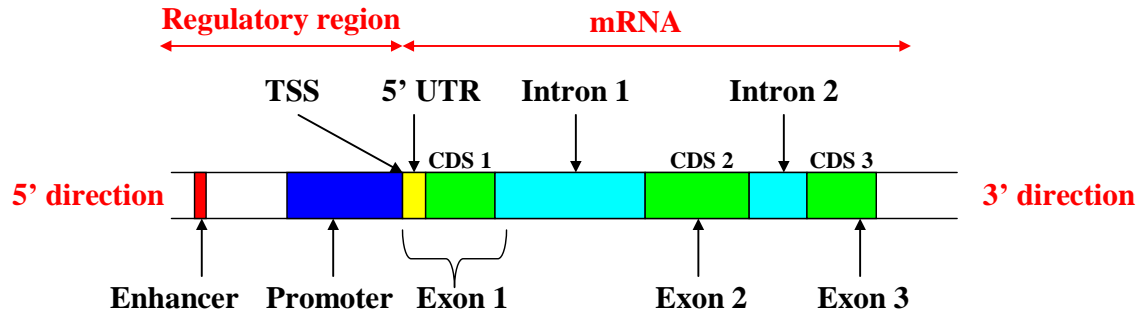 Regulatory region mRNA
TSS 5’ UTR Intron 1 Intron 2
CDS 1 CDS 2 CDS 3
5’ direction 3’ direction
Enhancer Promoter Exon 1 Exon 2 Exon 3